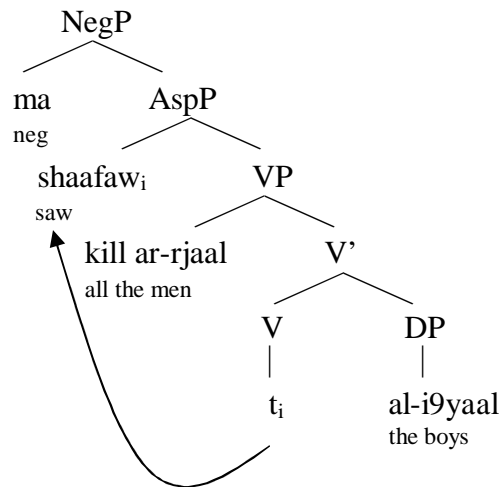 NegP
ma AspP
neg
shaafawᵢ VP
saw
kill ar-rjaal V’
all the men
V DP
tᵢ al-i9yaal
the boys